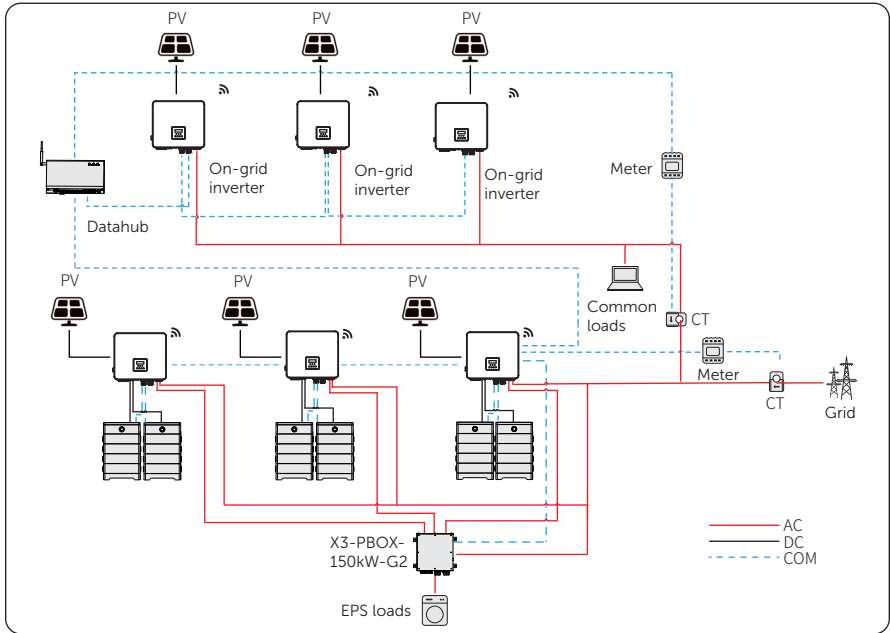 PV
PV
PV
On-grid
inverter
On-grid
inverter
On-grid
inverter
Meter
Datahub
PV
PV
PV
Common
loads
CT
Meter
CT
Grid
X3-PBOX-
150kW-G2
AC
DC
COM
EPS loads